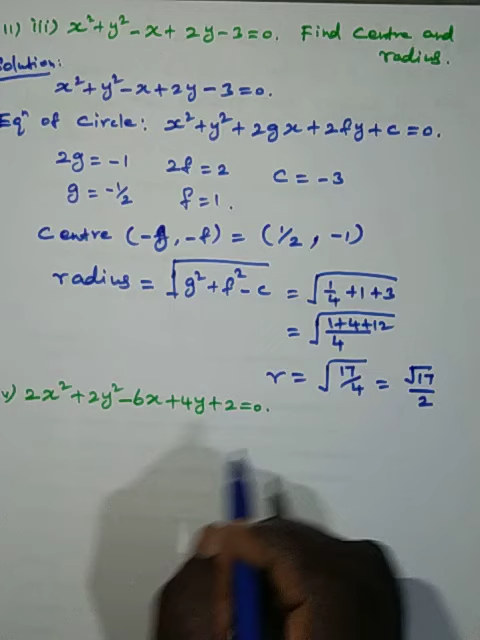 11) iii) x²+y²-x+2y-3=0. Find Centre and
radius.
Solution:
x²+y²-x+2y-3=0.
Eqⁿ of Circle: x²+y²+2gx+2fy+c=0.
2g=-1 2f=2 C=-3
g=-1/2 f=1.
Centre (-g,-f) = (1/2, -1)
radius = √g²+f²-c = √1/4+1+3
= √1+4+12/4
r = √17/4 = √17/2
v) 2x²+2y²-6x+4y+2=0.